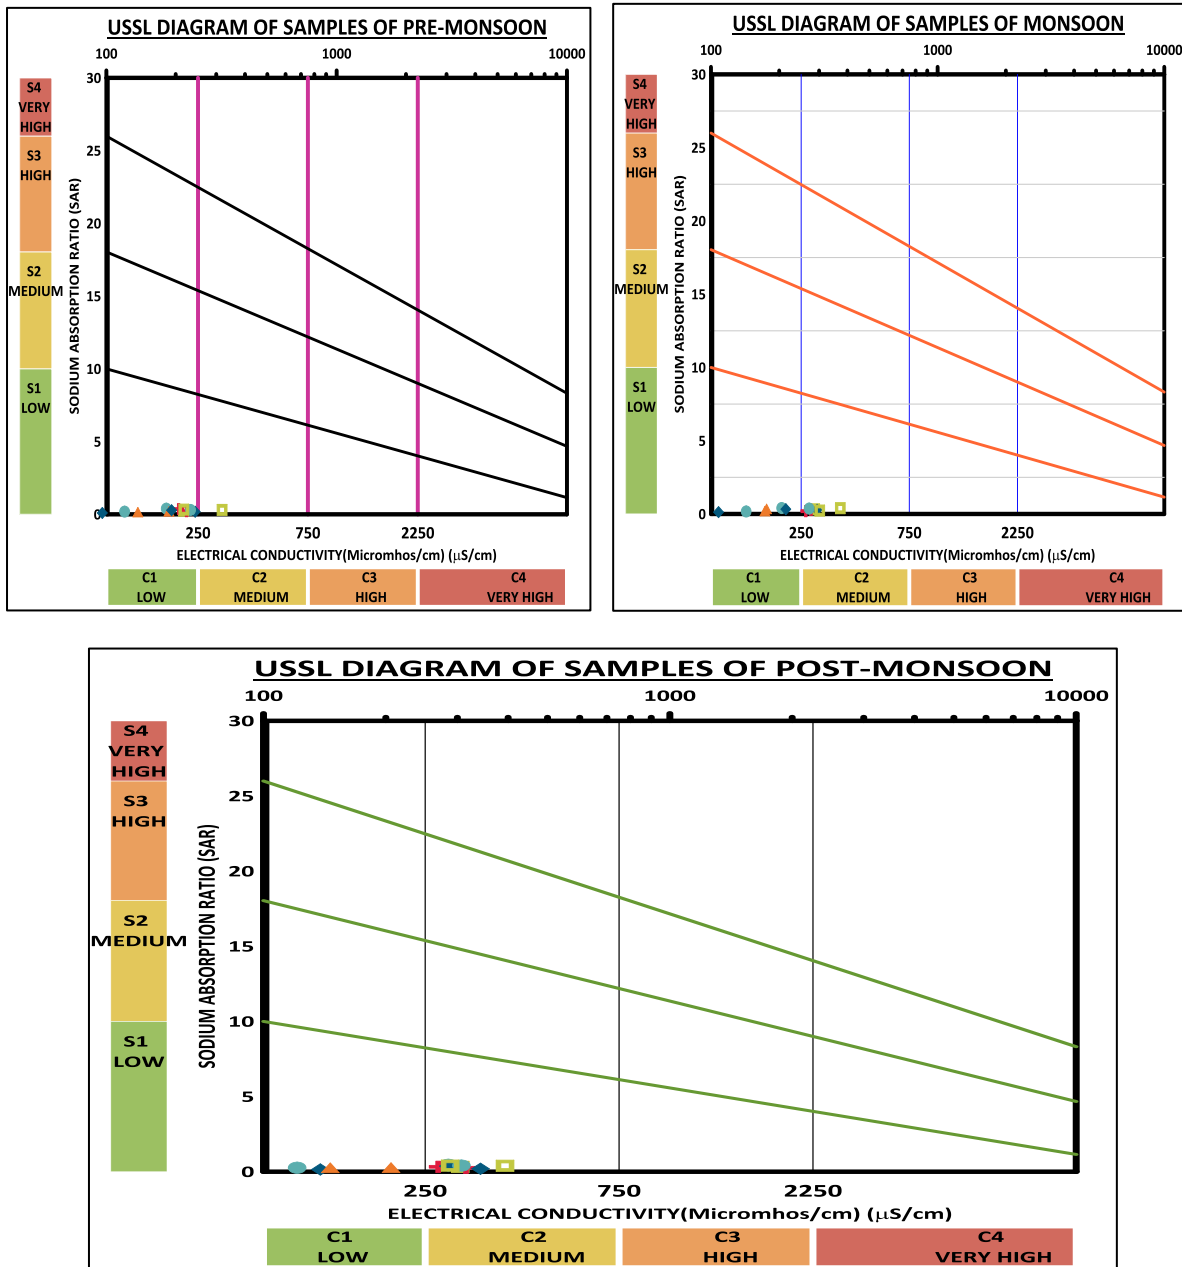 USSL DIAGRAM OF SAMPLES OF PRE-MONSOON
100 1000 10000
30
25
20
15
10
5
0
S4
VERY
HIGH
S3
HIGH
S2
MEDIUM
S1
LOW
SODIUM ABSORPTION RATIO (SAR)
250 750 2250
ELECTRICAL CONDUCTIVITY(Micromhos/cm) (µS/cm)
C1 C2 C3 C4
LOW MEDIUM HIGH VERY HIGH
USSL DIAGRAM OF SAMPLES OF MONSOON
100 1000 10000
30
25
20
15
10
5
0
S4
VERY
HIGH
S3
HIGH
S2
MEDIUM
S1
LOW
SODIUM ABSORPTION RATIO (SAR)
250 750 2250
ELECTRICAL CONDUCTIVITY(Micromhos/cm) (µS/cm)
C1 C2 C3 C4
LOW MEDIUM HIGH VERY HIGH
USSL DIAGRAM OF SAMPLES OF POST-MONSOON
100 1000 10000
30
25
20
15
10
5
0
S4
VERY
HIGH
S3
HIGH
S2
MEDIUM
S1
LOW
SODIUM ABSORPTION RATIO (SAR)
250 750 2250
ELECTRICAL CONDUCTIVITY(Micromhos/cm) (µS/cm)
C1 C2 C3 C4
LOW MEDIUM HIGH VERY HIGH